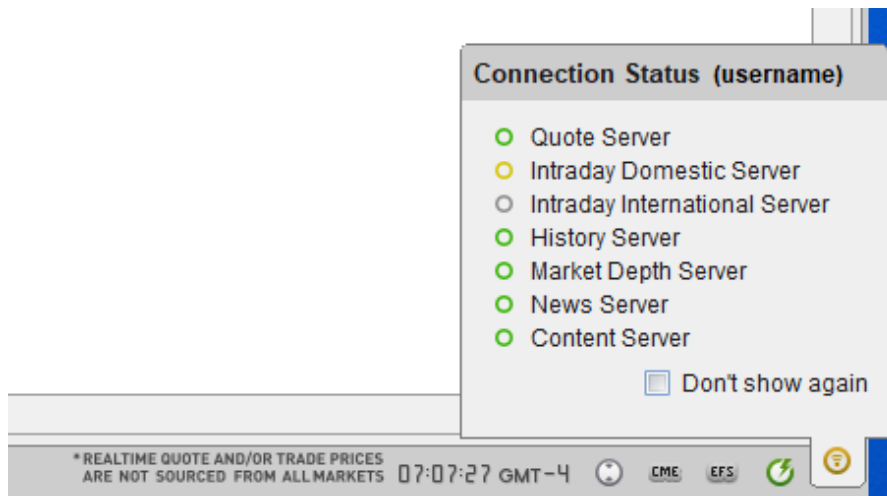 Connection Status (username)
Quote Server
Intraday Domestic Server
Intraday International Server
History Server
Market Depth Server
News Server
Content Server
Don't show again
* REALTIME QUOTE AND/OR TRADE PRICES
ARE NOT SOURCED FROM ALL MARKETS
07:07:27 GMT-4
CME
EFS